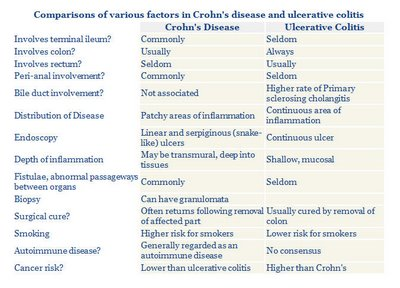 Comparisons of various factors in Crohn's disease and ulcerative colitis
Crohn's Disease Ulcerative Colitis
Involves terminal ileum? Commonly Seldom
Involves colon? Usually Always
Involves rectum? Seldom Usually
Peri-anal involvement? Commonly Seldom
Bile duct involvement? Not associated Higher rate of Primary
sclerosing cholangitis
Distribution of Disease Patchy areas of inflammation Continuous area of
inflammation
Endoscopy Linear and serpiginous (snake-
like) ulcers Continuous ulcer
Depth of inflammation May be transmural, deep into
tissues Shallow, mucosal
Fistulae, abnormal passageways
between organs Commonly Seldom
Biopsy Can have granulomata
Surgical cure? Often returns following removal
of affected part Usually cured by removal of
colon
Smoking Higher risk for smokers Lower risk for smokers
Autoimmune disease? Generally regarded as an
autoimmune disease No consensus
Cancer risk? Lower than ulcerative colitis Higher than Crohn's